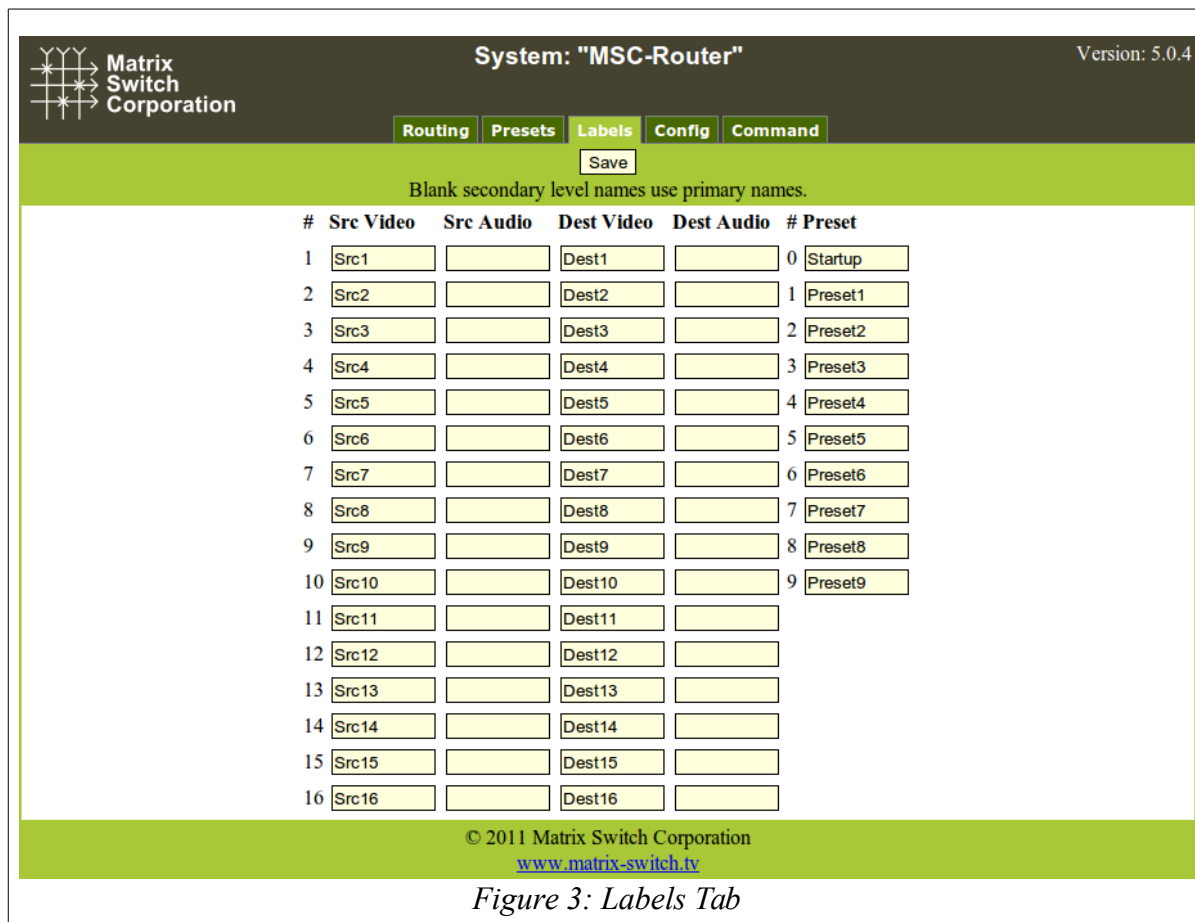 Matrix
Switch
Corporation
System: "MSC-Router"
Version: 5.0.4
Routing Presets Labels Config Command
Save
Blank secondary level names use primary names.
# Src Video Src Audio Dest Video Dest Audio # Preset
1 Src1 Dest1 0 Startup
2 Src2 Dest2 1 Preset1
3 Src3 Dest3 2 Preset2
4 Src4 Dest4 3 Preset3
5 Src5 Dest5 4 Preset4
6 Src6 Dest6 5 Preset5
7 Src7 Dest7 6 Preset6
8 Src8 Dest8 7 Preset7
9 Src9 Dest9 8 Preset8
10 Src10 Dest10 9 Preset9
11 Src11 Dest11
12 Src12 Dest12
13 Src13 Dest13
14 Src14 Dest14
15 Src15 Dest15
16 Src16 Dest16
© 2011 Matrix Switch Corporation
www.matrix-switch.tv
Figure 3: Labels Tab